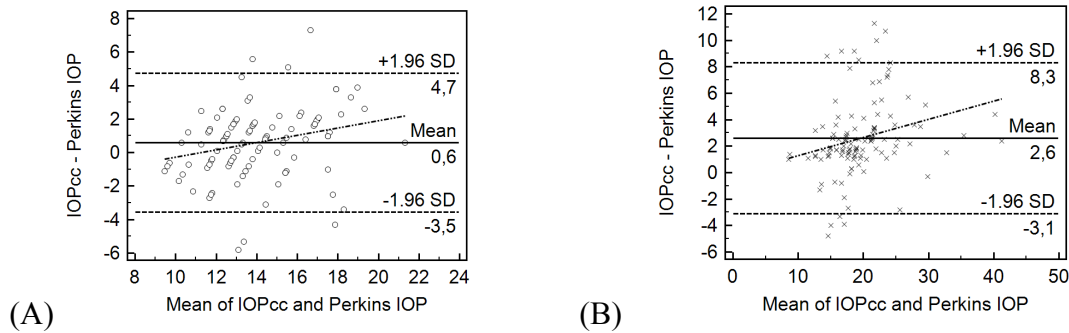 8
6
4
2
0
-2
-4
-6
IOPcc - Perkins IOP
+1.96 SD
4,7
Mean
0,6
-1.96 SD
-3,5
10 12 14 16 18 20 22 24
Mean of IOPcc and Perkins IOP
(A)
12
10
8
6
4
2
0
-2
-4
-6
IOPcc - Perkins IOP
+1.96 SD
8,3
Mean
2,6
-1.96 SD
-3,1
0 10 20 30 40 50
Mean of IOPcc and Perkins IOP
(B)